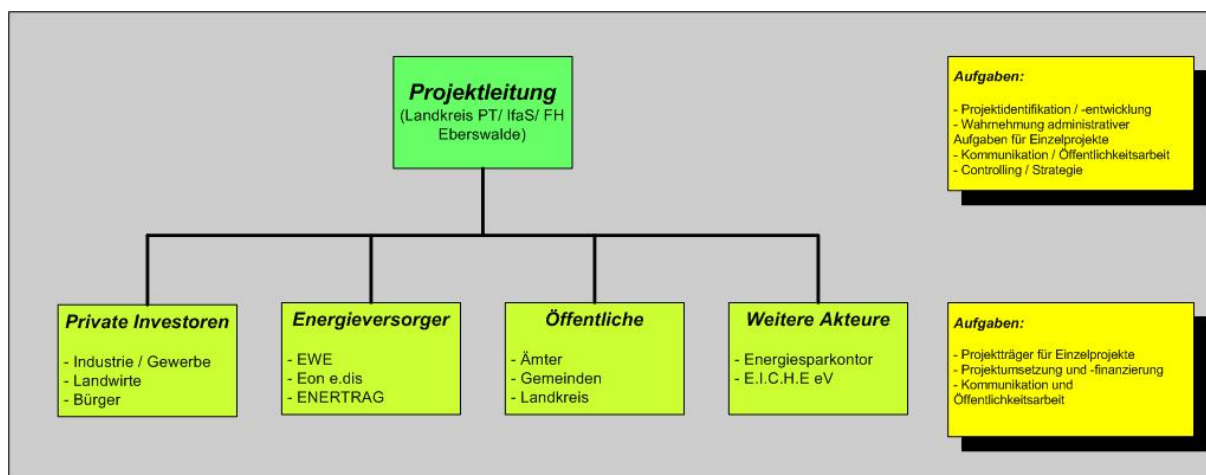 Projektleitung
(Landkreis PT/ IfaS/ FH
Eberswalde)
Aufgaben:
- Projektidentifikation / -entwicklung
- Wahrnehmung administrativer
Aufgaben für Einzelprojekte
- Kommunikation / Öffentlichkeitsarbeit
- Controlling / Strategie
Private Investoren
- Industrie / Gewerbe
- Landwirte
- Bürger
Energieversorger
- EWE
- Eon e.dis
- ENERTRAG
Öffentliche
- Ämter
- Gemeinden
- Landkreis
Weitere Akteure
- Energiesparkontor
- E.I.C.H.E eV
Aufgaben:
- Projektträger für Einzelprojekte
- Projektumsetzung und -finanzierung
- Kommunikation und
Öffentlichkeitsarbeit